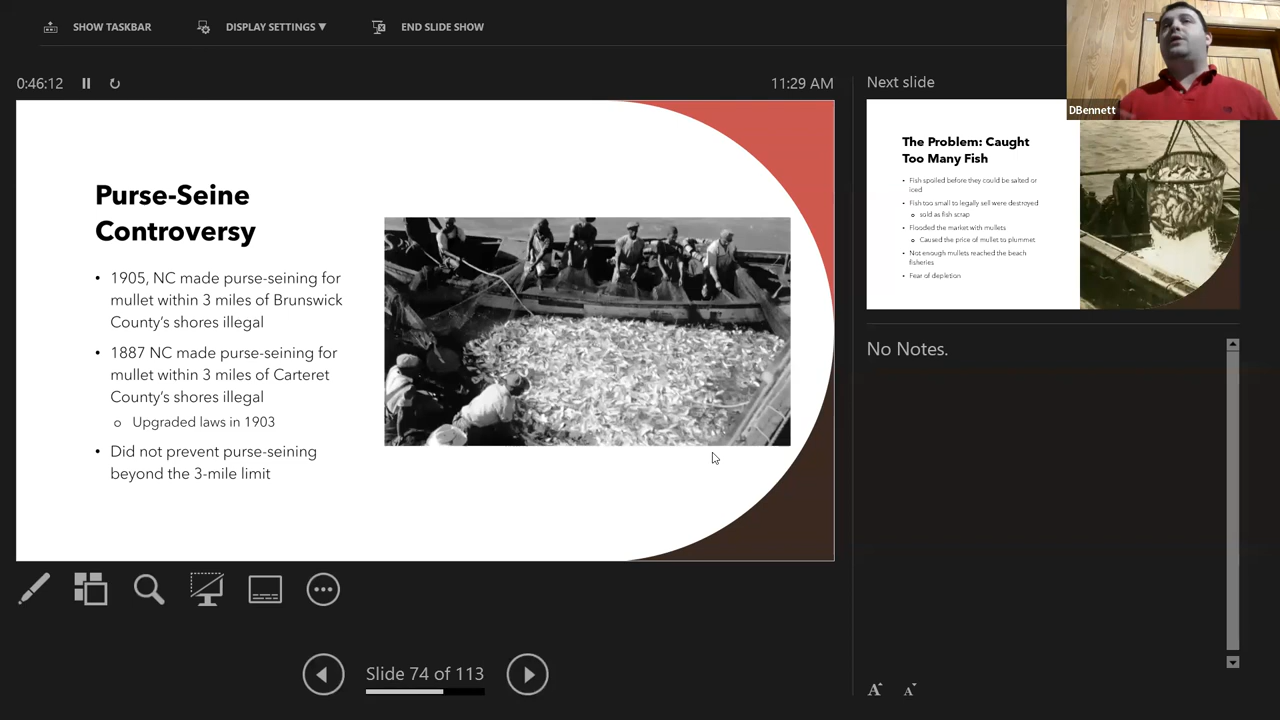 SHOW TASKBAR
DISPLAY SETTINGS ▼
END SLIDE SHOW
0:46:12
11:29 AM
Purse-Seine
Controversy
• 1905, NC made purse-seining for
mullet within 3 miles of Brunswick
County’s shores illegal
• 1887 NC made purse-seining for
mullet within 3 miles of Carteret
County’s shores illegal
o Upgraded laws in 1903
• Did not prevent purse-seining
beyond the 3-mile limit
Next slide
DBennett
The Problem: Caught
Too Many Fish
• Fish spoiled before they could be salted or
iced
• Fish too small to legally sell were destroyed
o sold as fish scrap
• Flooded the market with mullets
o Caused the price of mullet to plummet.
• Not enough mullets reached the beach
fisheries
• Fear of depletion
No Notes.
Slide 74 of 113
A A